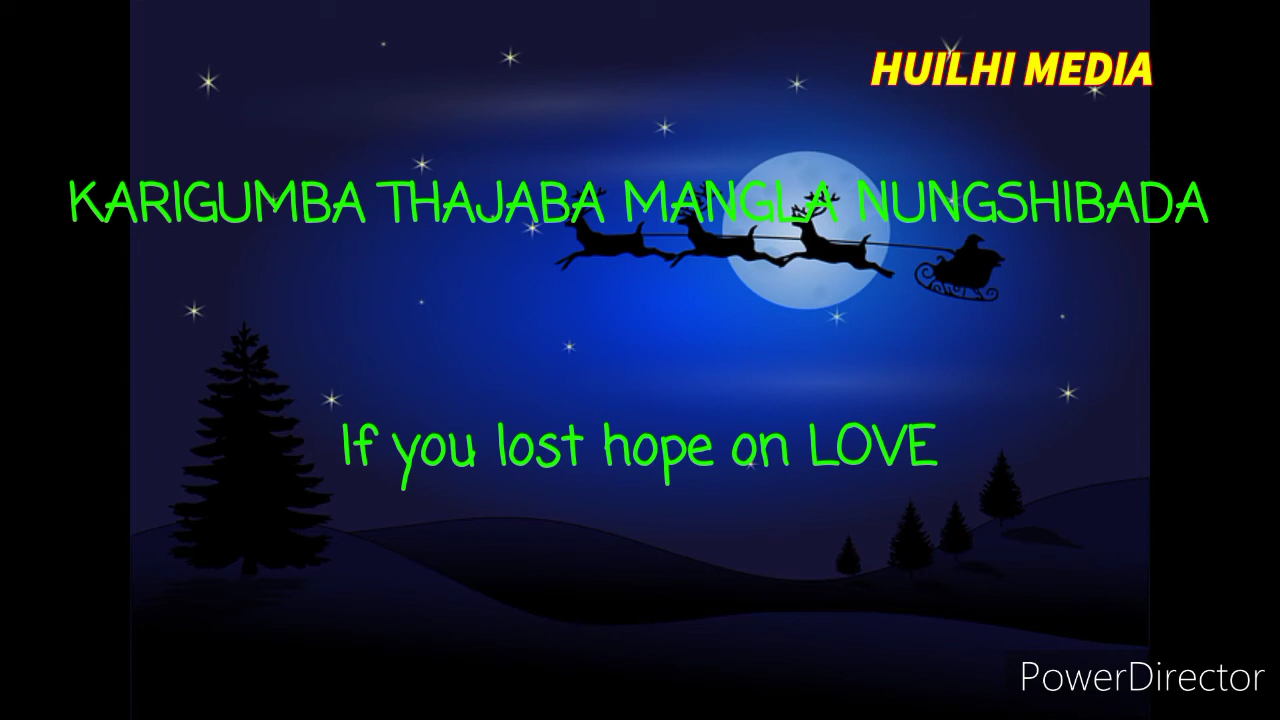 HUILHI MEDIA
KARIGUMBA THAJABA MANGLA NUNGSHIBADA
If you lost hope on LOVE
PowerDirector